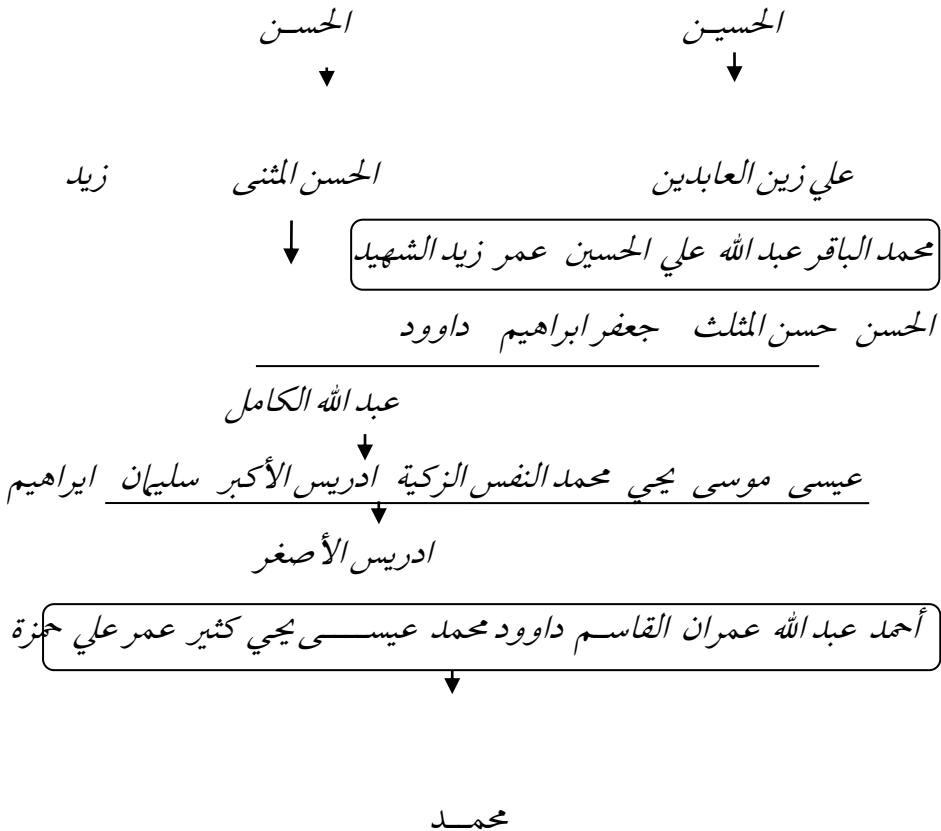 الحسين الحسن
علي زين العابدين الحسن المثنى زيد
محمد الباقر عبد الله علي الحسين عمر زيد الشهيد
الحسن حسن المثلث جعفر ابراهيم داوود
عبد الله الكامل
عيسى موسى يحي محمد النفس الزكية ادريس الأكبر سليمان ايراهيم
ادريس الأصغر
أحمد عبد الله عمران القاسم داوود محمد عيسى يحي كثير عمر علي حمزة
محمد